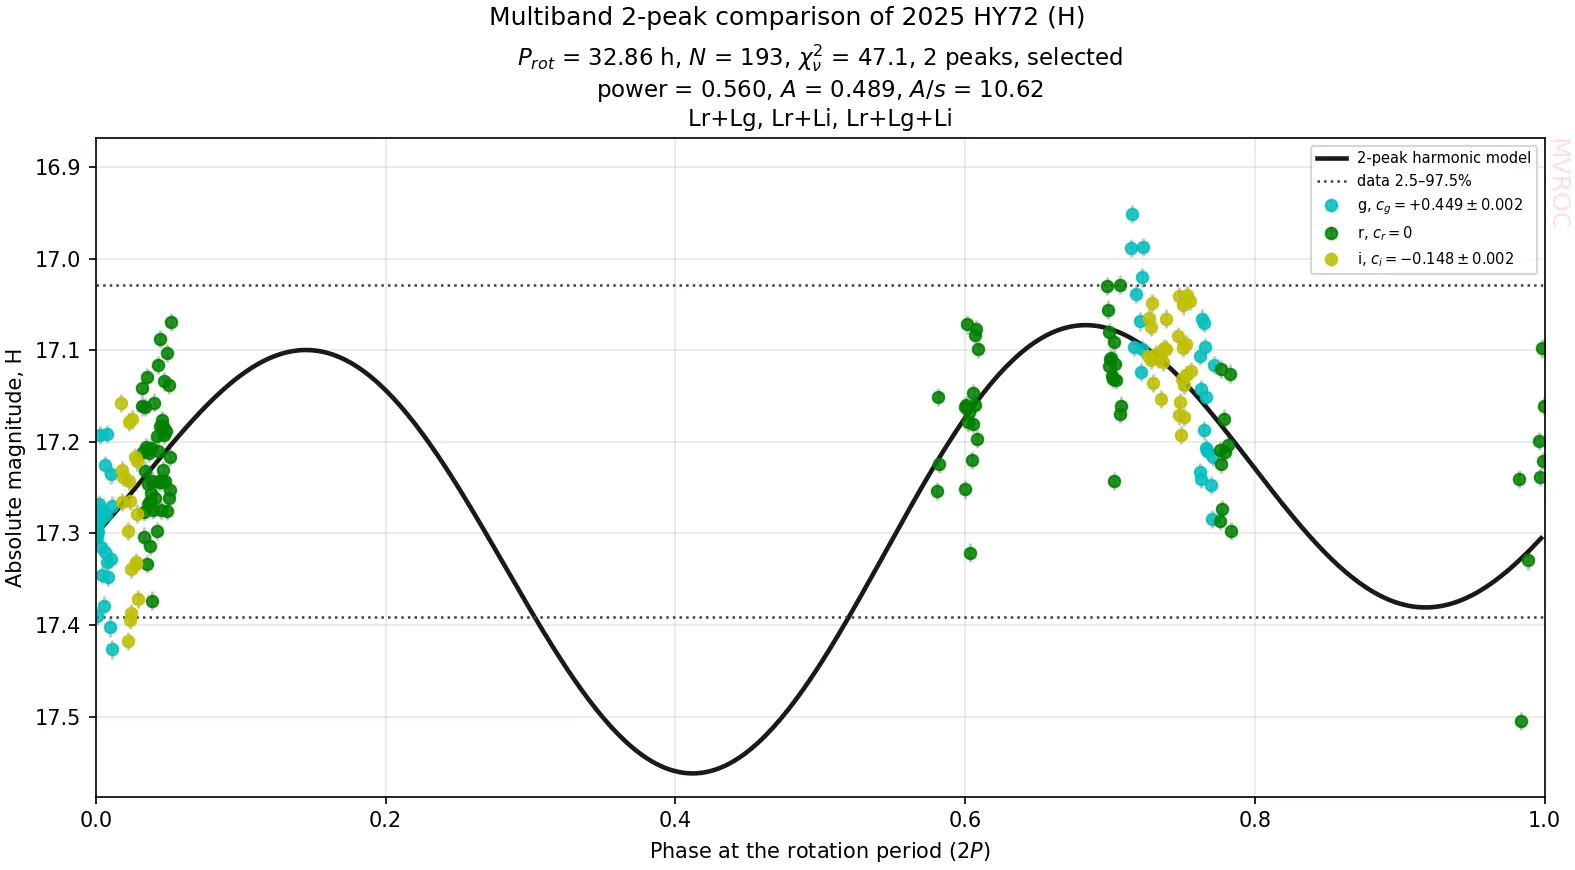 Multiband 2-peak comparison of 2025 HY72 (H)
P_rot = 32.86 h, N = 193, χ²_ν = 47.1, 2 peaks, selected
power = 0.560, A = 0.489, A/s = 10.62
Lr+Lg, Lr+Li, Lr+Lg+Li
2-peak harmonic model
data 2.5–97.5%
g, c_g = +0.449 ± 0.002
r, c_r = 0
i, c_i = −0.148 ± 0.002
MVROC
Absolute magnitude, H
16.9
17.0
17.1
17.2
17.3
17.4
17.5
0.0 0.2 0.4 0.6 0.8 1.0
Phase at the rotation period (2P)